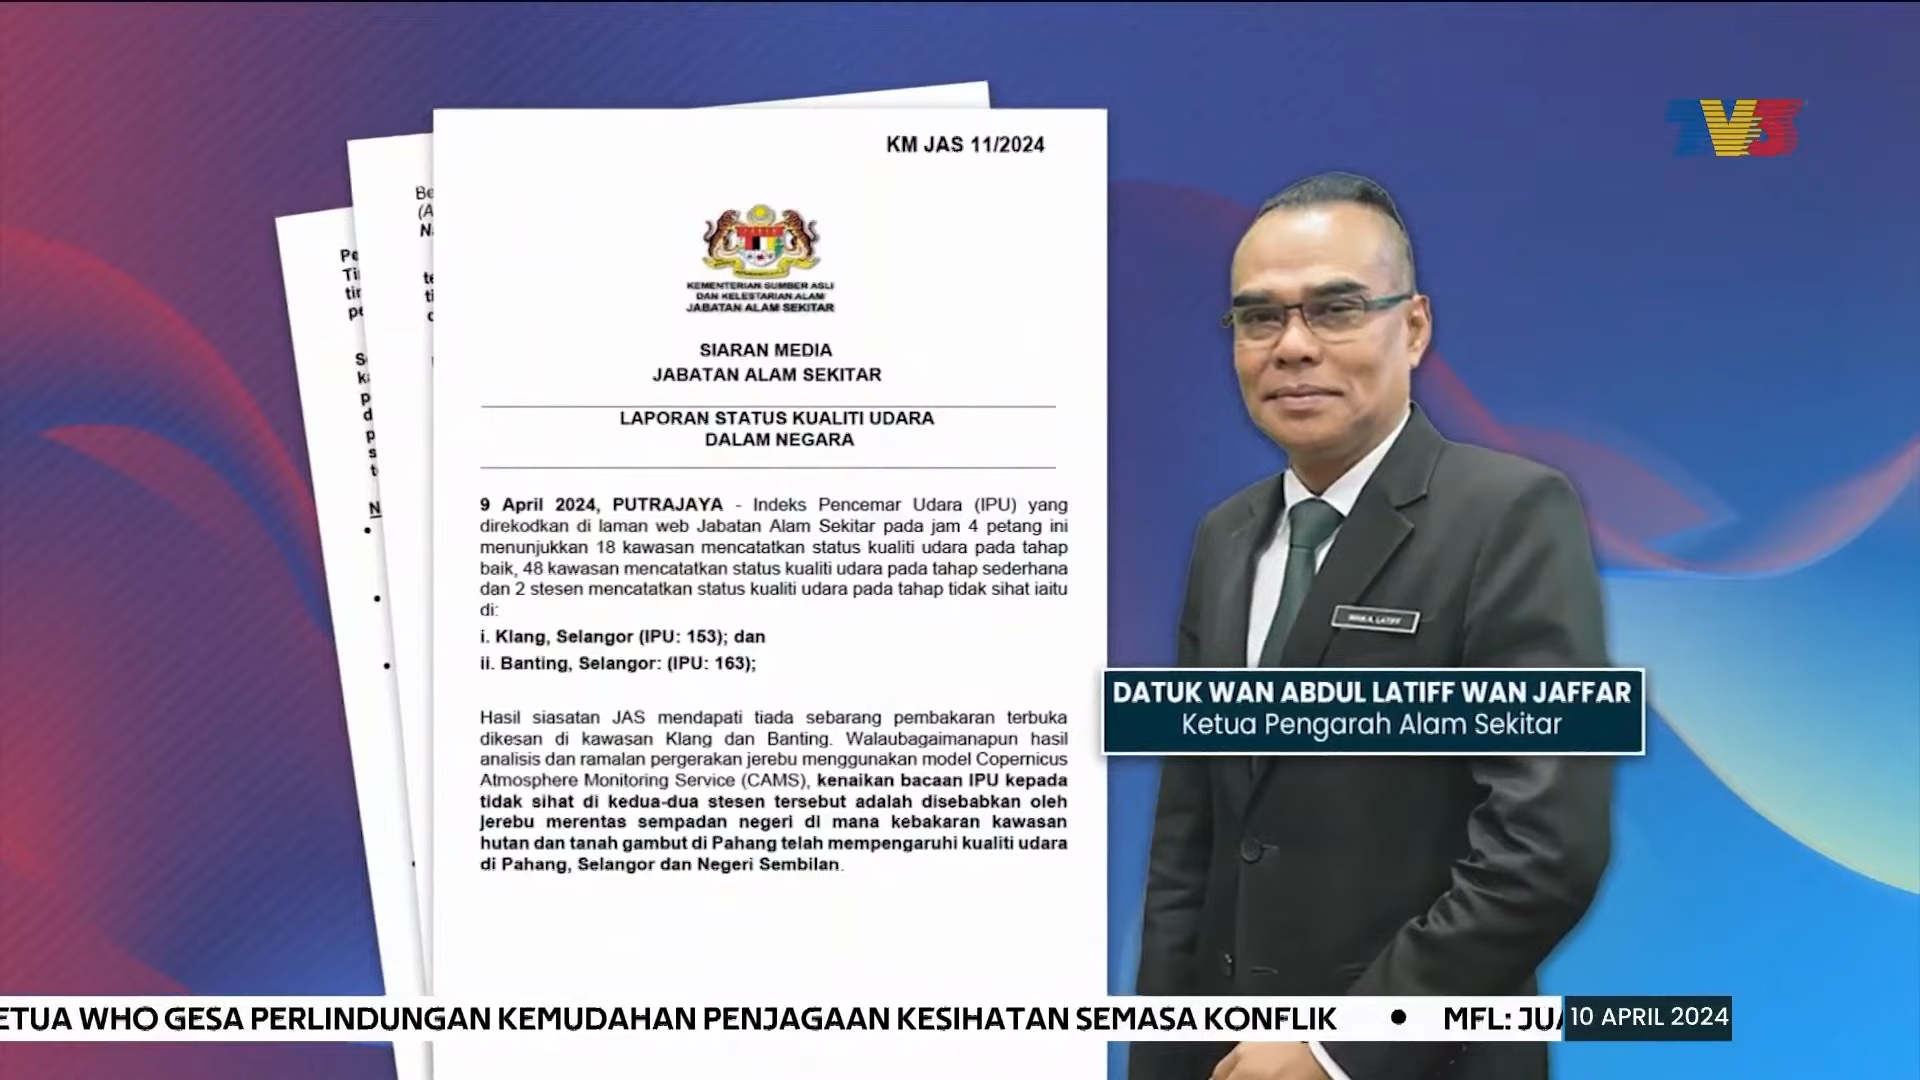 TV3
KM JAS 11/2024
KEMENTERIAN SUMBER ASLI
DAN KELESTARIAN ALAM
JABATAN ALAM SEKITAR
SIARAN MEDIA
JABATAN ALAM SEKITAR
LAPORAN STATUS KUALITI UDARA
DALAM NEGARA
9 April 2024, PUTRAJAYA - Indeks Pencemar Udara (IPU) yang
direkodkan di laman web Jabatan Alam Sekitar pada jam 4 petang ini
menunjukkan 18 kawasan mencatatkan status kualiti udara pada tahap
baik, 48 kawasan mencatatkan status kualiti udara pada tahap sederhana
dan 2 stesen mencatatkan status kualiti udara pada tahap tidak sihat iaitu
di:
i. Klang, Selangor (IPU: 153); dan
ii. Banting, Selangor: (IPU: 163);
Hasil siasatan JAS mendapati tiada sebarang pembakaran terbuka
dikesan di kawasan Klang dan Banting. Walaubagaimanapun hasil
analisis dan ramalan pergerakan jerebu menggunakan model Copernicus
Atmosphere Monitoring Service (CAMS), kenaikan bacaan IPU kepada
tidak sihat di kedua-dua stesen tersebut adalah disebabkan oleh
jerebu merentas sempadan negeri di mana kebakaran kawasan
hutan dan tanah gambut di Pahang telah mempengaruhi kualiti udara
di Pahang, Selangor dan Negeri Sembilan.
WAN A. LATIFF
DATUK WAN ABDUL LATIFF WAN JAFFAR
Ketua Pengarah Alam Sekitar
ETUA WHO GESA PERLINDUNGAN KEMUDAHAN PENJAGAAN KESIHATAN SEMASA KONFLIK • MFL: JUA
10 APRIL 2024